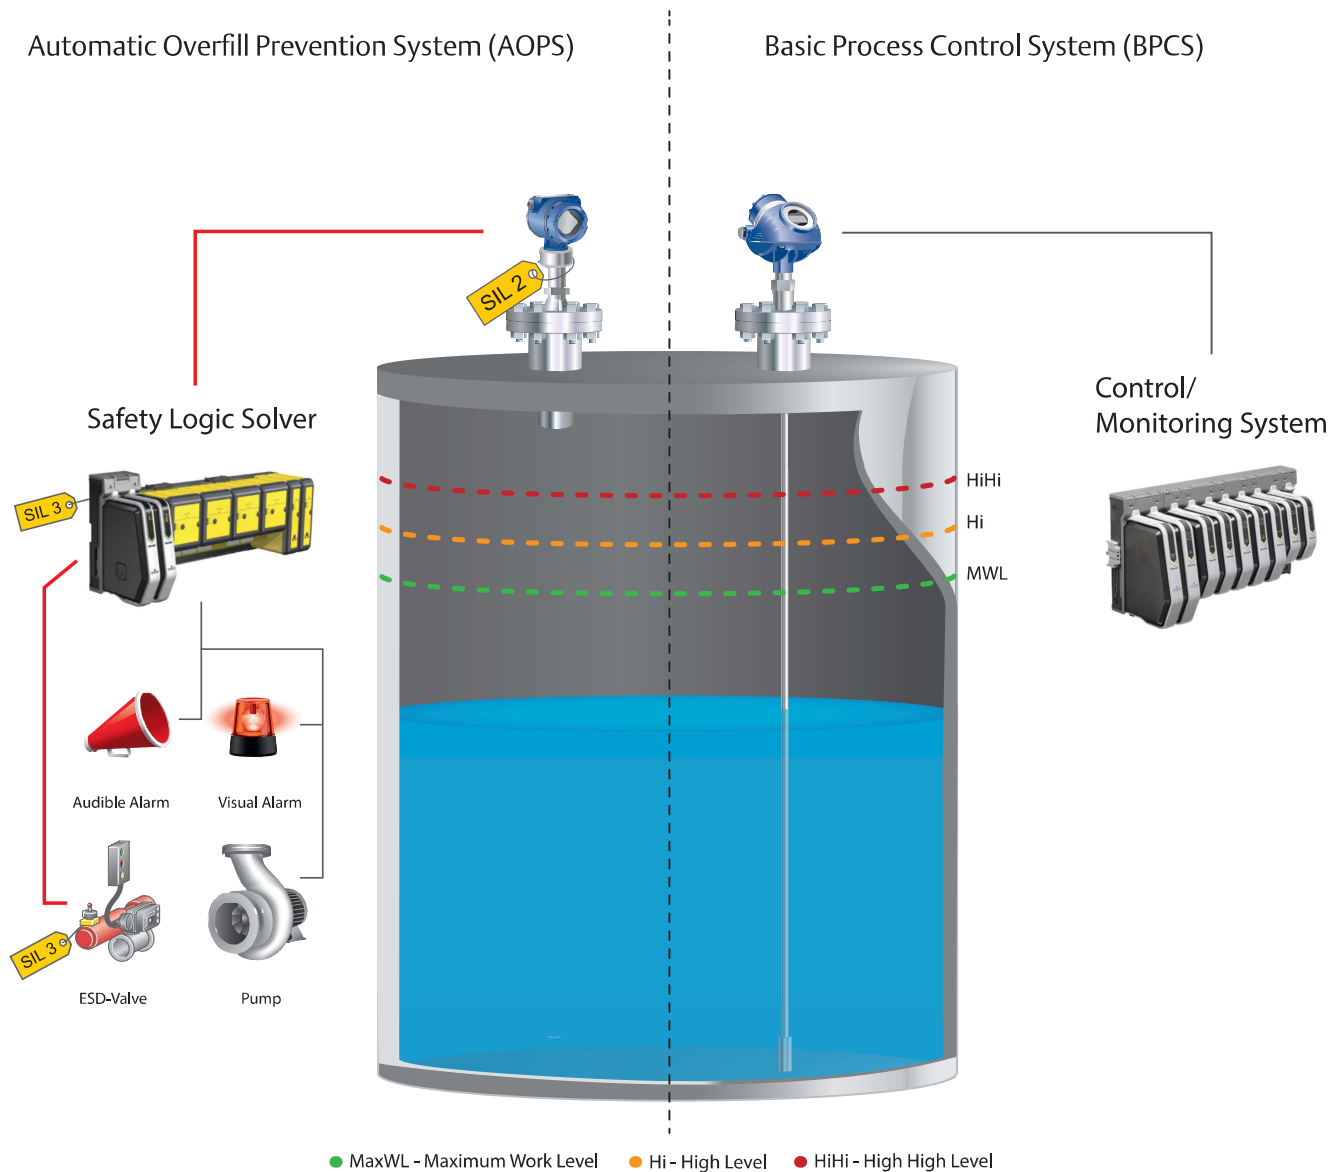 Automatic Overfill Prevention System (AOPS)
Basic Process Control System (BPCS)
SIL 2
Safety Logic Solver
Control/
Monitoring System
SIL 3
HiHi
Hi
MWL
Audible Alarm
Visual Alarm
SIL 3
ESD-Valve
Pump
MaxWL - Maximum Work Level
Hi - High Level
HiHi - High High Level